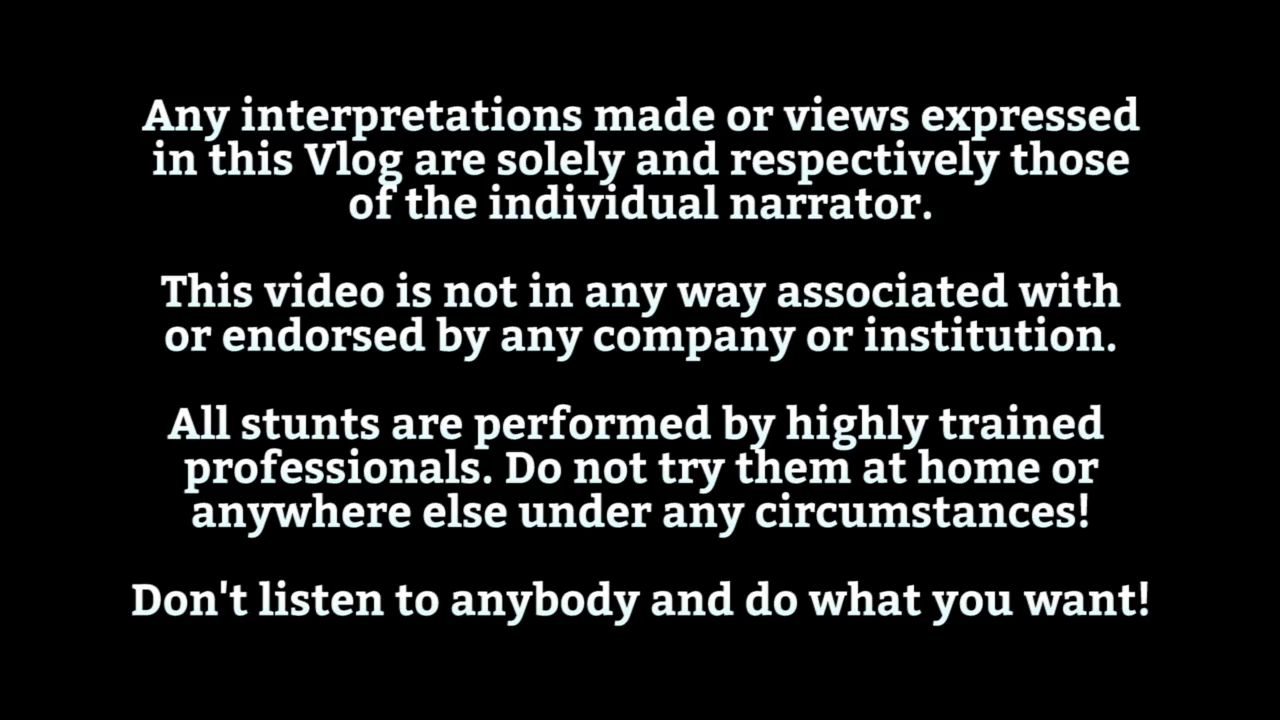 Any interpretations made or views expressed
in this Vlog are solely and respectively those
of the individual narrator.
This video is not in any way associated with
or endorsed by any company or institution.
All stunts are performed by highly trained
professionals. Do not try them at home or
anywhere else under any circumstances!
Don't listen to anybody and do what you want!